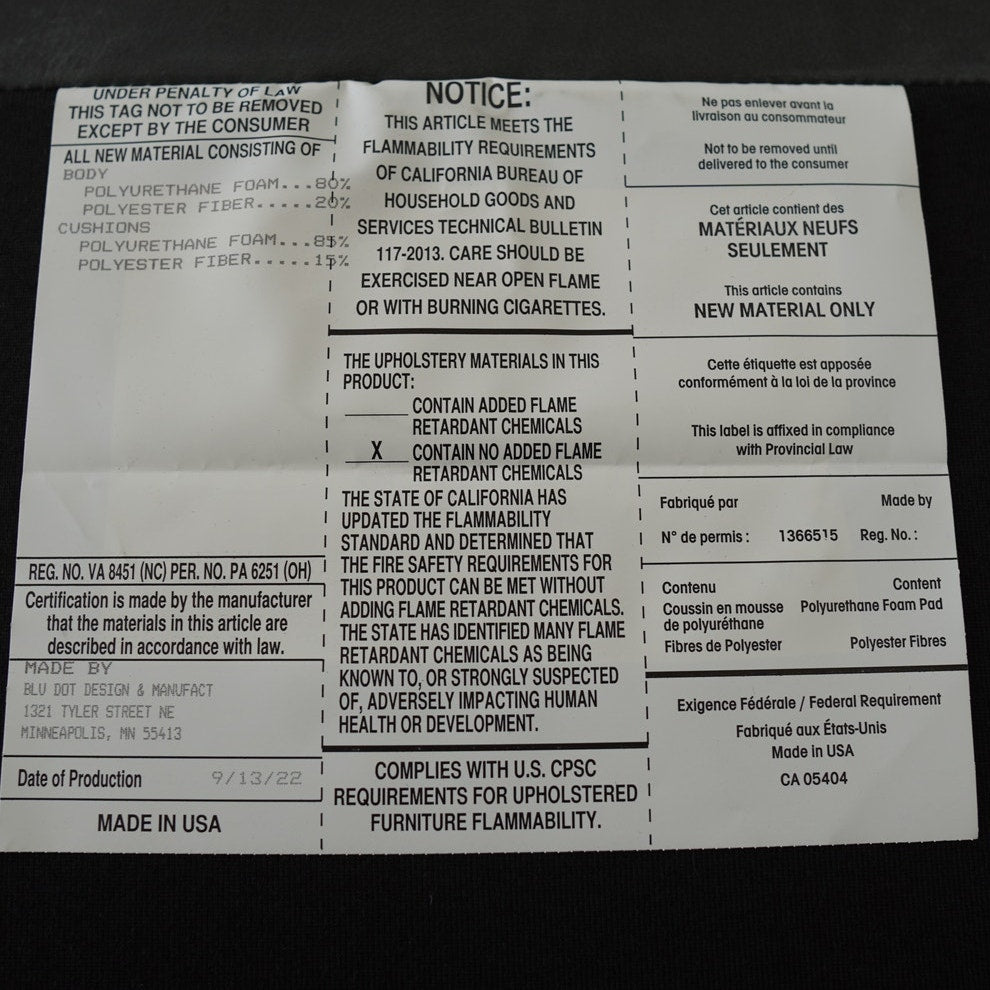 UNDER PENALTY OF LAW
THIS TAG NOT TO BE REMOVED
EXCEPT BY THE CONSUMER
ALL NEW MATERIAL CONSISTING OF
BODY
POLYURETHANE FOAM...80%
POLYESTER FIBER.....20%
CUSHIONS
POLYURETHANE FOAM...85%
POLYESTER FIBER.....15%
REG. NO. VA 8451 (NC) PER. NO. PA 6251 (OH)
Certification is made by the manufacturer
that the materials in this article are
described in accordance with law.
MADE BY
BLU DOT DESIGN & MANUFACT
1321 TYLER STREET NE
MINNEAPOLIS, MN 55413
Date of Production 9/13/22
MADE IN USA
NOTICE:
THIS ARTICLE MEETS THE
FLAMMABILITY REQUIREMENTS
OF CALIFORNIA BUREAU OF
HOUSEHOLD GOODS AND
SERVICES TECHNICAL BULLETIN
117-2013. CARE SHOULD BE
EXERCISED NEAR OPEN FLAME
OR WITH BURNING CIGARETTES.
THE UPHOLSTERY MATERIALS IN THIS
PRODUCT:
CONTAIN ADDED FLAME
RETARDANT CHEMICALS
X CONTAIN NO ADDED FLAME
RETARDANT CHEMICALS
THE STATE OF CALIFORNIA HAS
UPDATED THE FLAMMABILITY
STANDARD AND DETERMINED THAT
THE FIRE SAFETY REQUIREMENTS FOR
THIS PRODUCT CAN BE MET WITHOUT
ADDING FLAME RETARDANT CHEMICALS.
THE STATE HAS IDENTIFIED MANY FLAME
RETARDANT CHEMICALS AS BEING
KNOWN TO, OR STRONGLY SUSPECTED
OF, ADVERSELY IMPACTING HUMAN
HEALTH OR DEVELOPMENT.
COMPLIES WITH U.S. CPSC
REQUIREMENTS FOR UPHOLSTERED
FURNITURE FLAMMABILITY.
Ne pas enlever avant la
livraison au consommateur
Not to be removed until
delivered to the consumer
Cet article contient des
MATÉRIAUX NEUFS
SEULEMENT
This article contains
NEW MATERIAL ONLY
Cette étiquette est apposée
conformément à la loi de la province
This label is affixed in compliance
with Provincial Law
Fabriqué par Made by
N° de permis : 1366515 Reg. No. :
Contenu Content
Coussin en mousse Polyurethane Foam Pad
de polyuréthane
Fibres de Polyester Polyester Fibres
Exigence Fédérale / Federal Requirement
Fabriqué aux États-Unis
Made in USA
CA 05404